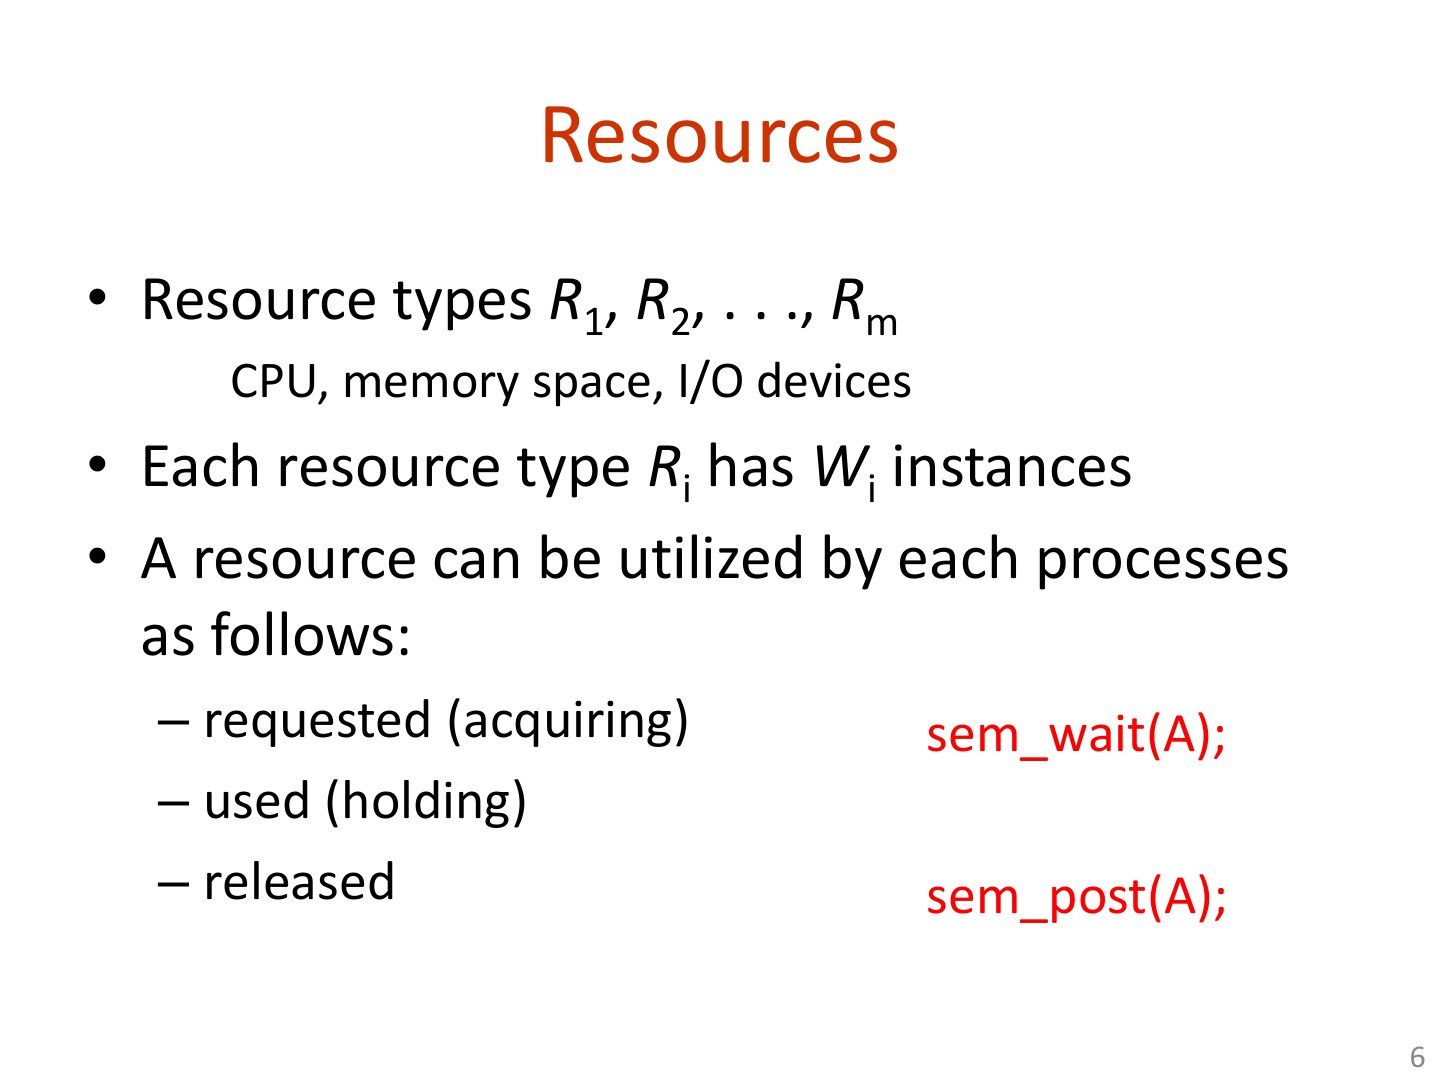 Resources
• Resource types R1, R2, . . ., Rm
CPU, memory space, I/O devices
• Each resource type Ri has Wi instances
• A resource can be utilized by each processes
as follows:
– requested (acquiring) sem_wait(A);
– used (holding)
– released sem_post(A);
6